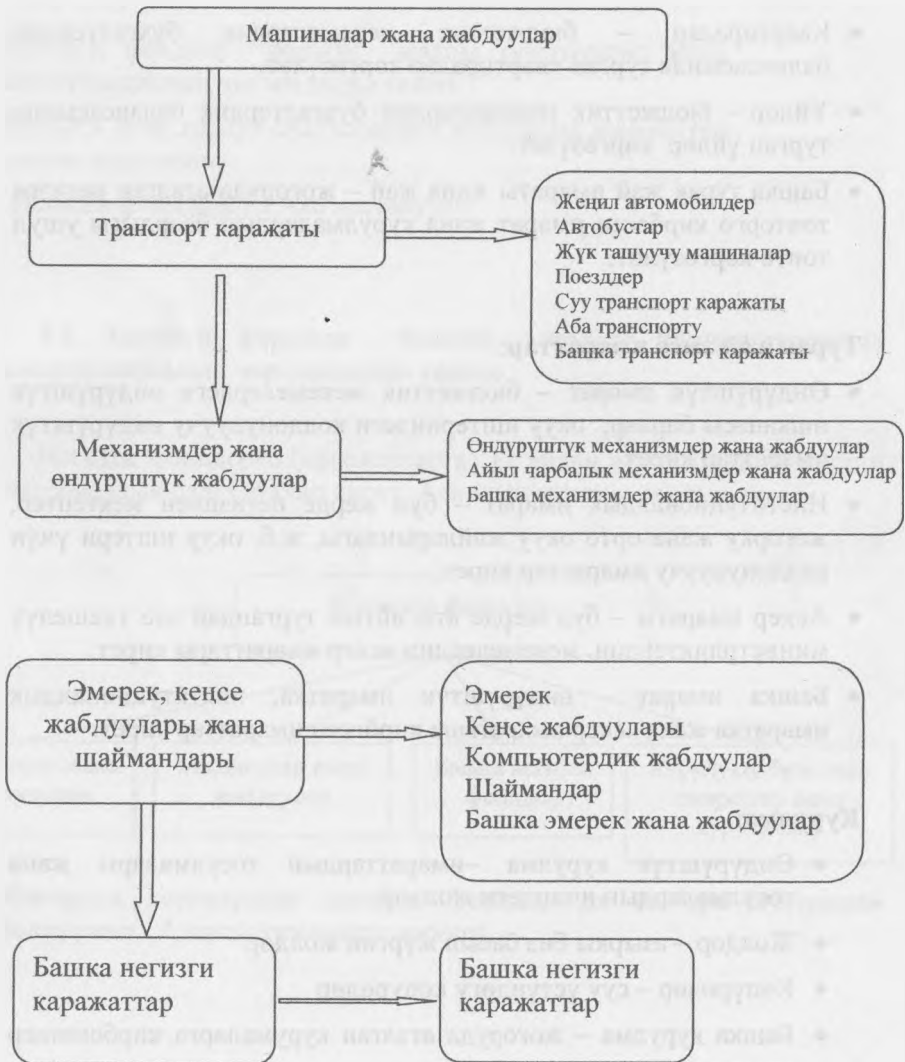 Машиналар жана жабдуулар
Транспорт каражаты
Жеңил автомобилдер
Автобустар
Жүк ташуучу машиналар
Поезддер
Суу транспорт каражаты
Аба транспорту
Башка транспорт каражаты
Механизмдер жана
өндүрүштүк жабдуулар
Өндүрүштүк механизмдер жана жабдуулар
Айыл чарбалык механизмдер жана жабдуулар
Башка механизмдер жана жабдуулар
Эмерек, кеңсе
жабдуулары жана
шаймандары
Эмерек
Кеңсе жабдуулары
Компьютердик жабдуулар
Шаймандар
Башка эмерек жана жабдуулар
Башка негизги
каражаттар
Башка негизги
каражаттар